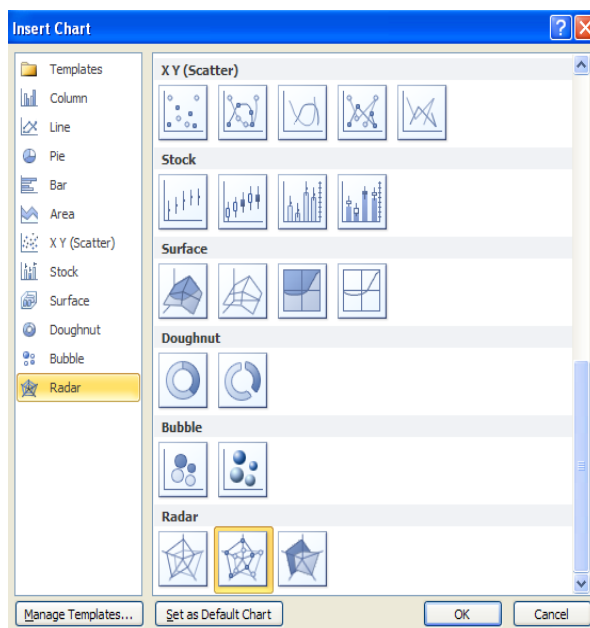 Insert Chart
Templates
Column
Line
Pie
Bar
Area
X Y (Scatter)
Stock
Surface
Doughnut
Bubble
Radar
X Y (Scatter)
Stock
Surface
Doughnut
Bubble
Radar
Manage Templates...
Set as Default Chart
OK
Cancel